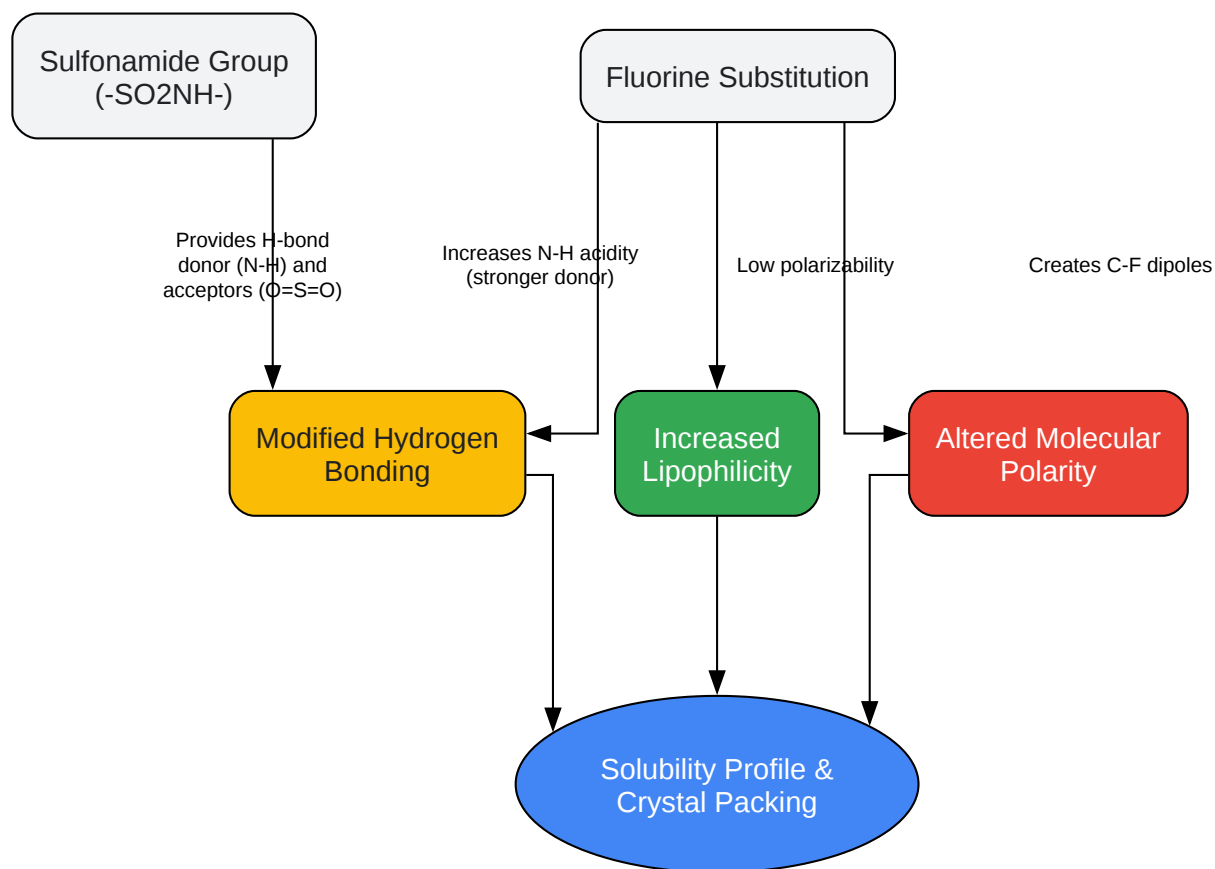 Sulfonamide Group
(-SO2NH-)
Fluorine Substitution
Provides H-bond
donor (N-H) and
acceptors (O=S=O)
Increases N-H acidity
(stronger donor)
Low polarizability
Creates C-F dipoles
Modified Hydrogen
Bonding
Increased
Lipophilicity
Altered Molecular
Polarity
Solubility Profile &
Crystal Packing